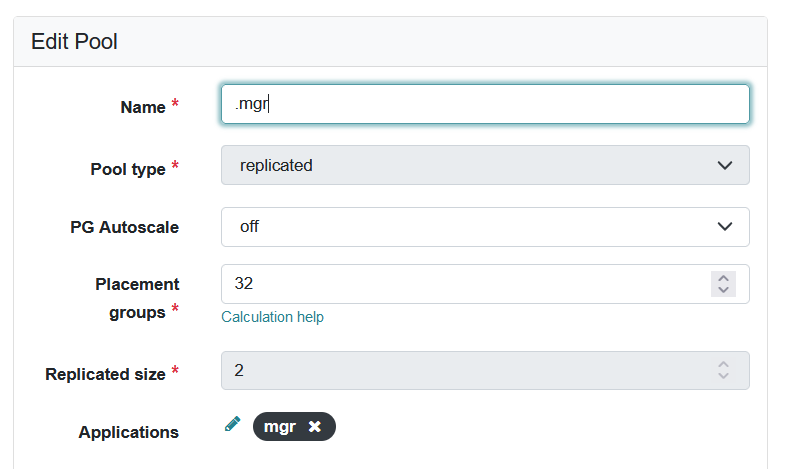 Edit Pool
Name *
.mgr
Pool type *
replicated
PG Autoscale
off
Placement
groups *
32
Calculation help
Replicated size *
2
Applications
mgr